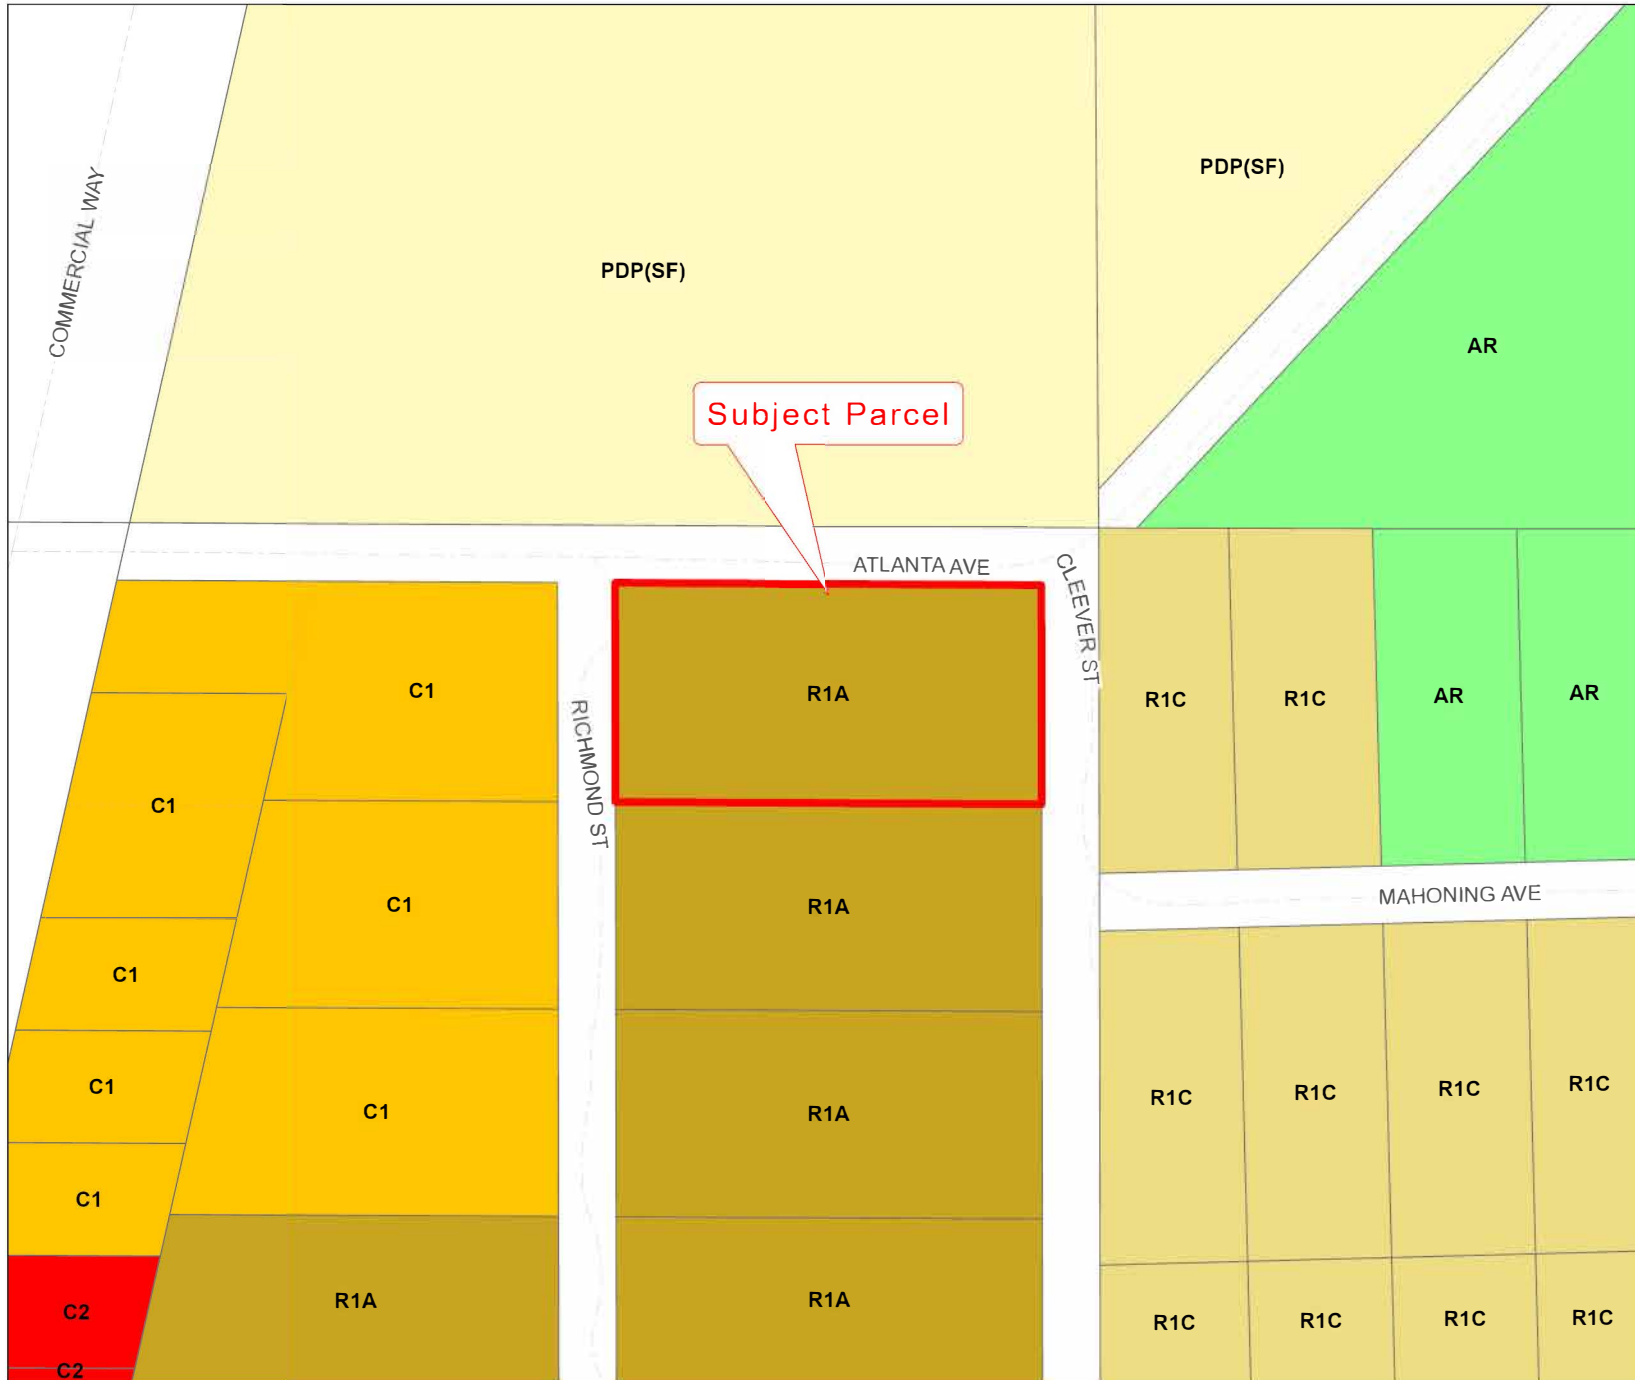 PDP(SF)
COMMERCIAL WAY
PDP(SF)
AR
Subject Parcel
ATLANTA AVE
CLEEVER ST
C1
R1A
R1C
R1C
AR
AR
RICHMOND ST
C1
MAHONING AVE
C1
R1A
C1
C1
R1C
R1C
R1C
R1C
C1
R1A
C1
C2
R1A
R1A
R1C
R1C
R1C
R1C
C2